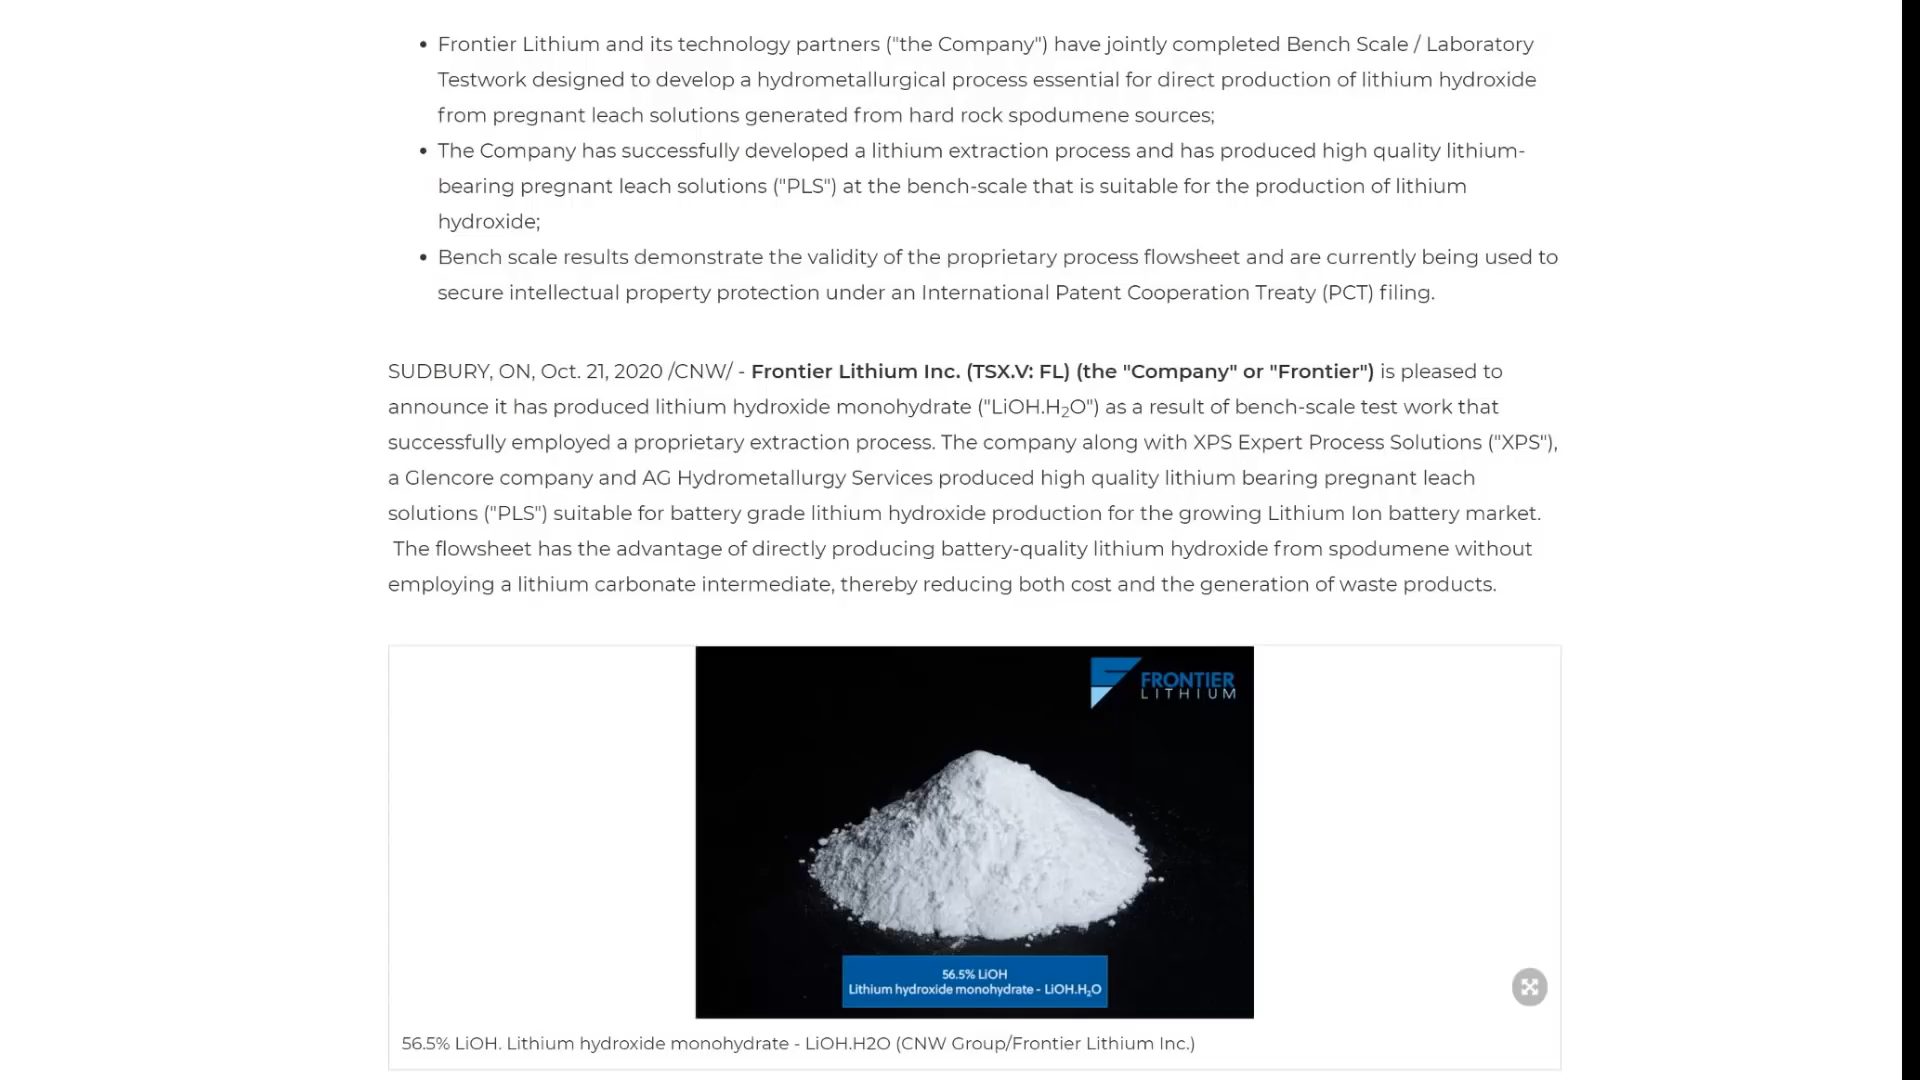 Frontier Lithium and its technology partners ("the Company") have jointly completed Bench Scale / Laboratory
Testwork designed to develop a hydrometallurgical process essential for direct production of lithium hydroxide
from pregnant leach solutions generated from hard rock spodumene sources;
The Company has successfully developed a lithium extraction process and has produced high quality lithium-
bearing pregnant leach solutions ("PLS") at the bench-scale that is suitable for the production of lithium
hydroxide;
Bench scale results demonstrate the validity of the proprietary process flowsheet and are currently being used to
secure intellectual property protection under an International Patent Cooperation Treaty (PCT) filing.
SUDBURY, ON, Oct. 21, 2020 /CNW/ - Frontier Lithium Inc. (TSX.V: FL) (the "Company" or "Frontier") is pleased to
announce it has produced lithium hydroxide monohydrate ("LiOH.H₂O") as a result of bench-scale test work that
successfully employed a proprietary extraction process. The company along with XPS Expert Process Solutions ("XPS"),
a Glencore company and AG Hydrometallurgy Services produced high quality lithium bearing pregnant leach
solutions ("PLS") suitable for battery grade lithium hydroxide production for the growing Lithium Ion battery market.
The flowsheet has the advantage of directly producing battery-quality lithium hydroxide from spodumene without
employing a lithium carbonate intermediate, thereby reducing both cost and the generation of waste products.
FRONTIER
LITHIUM
56.5% LiOH
Lithium hydroxide monohydrate - LiOH.H₂O
56.5% LiOH. Lithium hydroxide monohydrate - LiOH.H2O (CNW Group/Frontier Lithium Inc.)